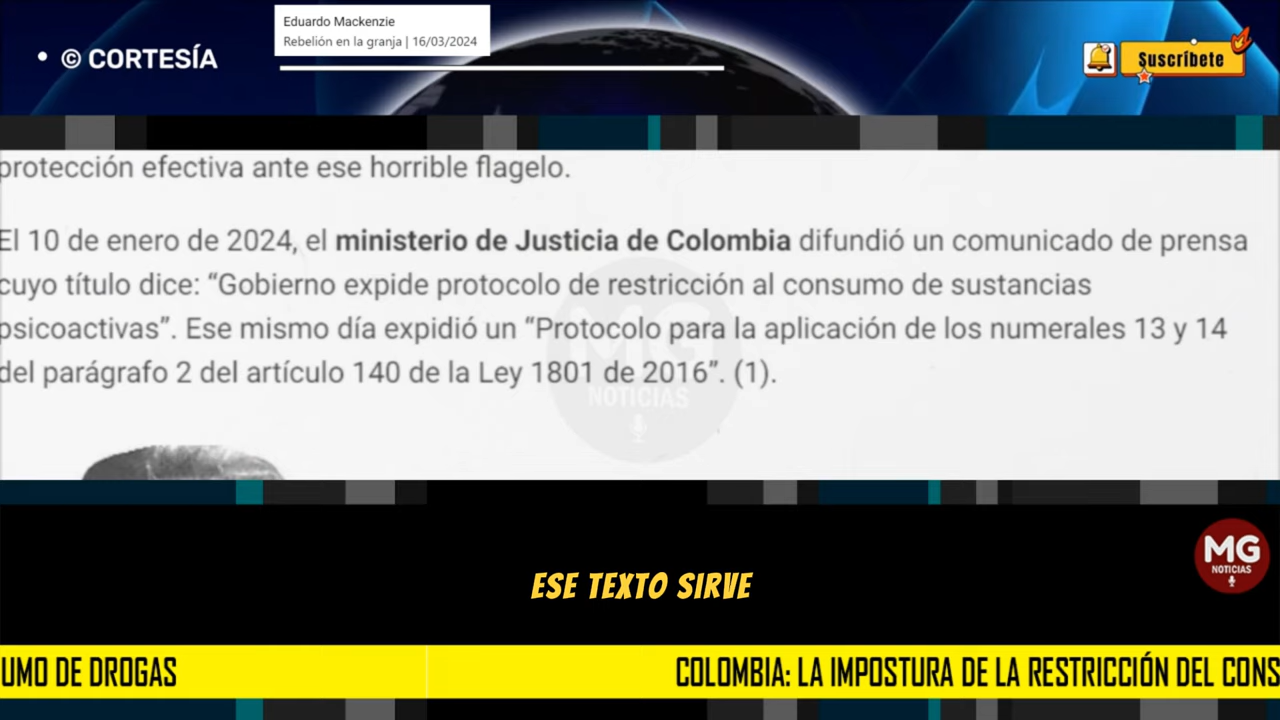 Eduardo Mackenzie
Rebelión en la granja | 16/03/2024
• © CORTESÍA
Suscríbete
protección efectiva ante ese horrible flagelo.
El 10 de enero de 2024, el ministerio de Justicia de Colombia difundió un comunicado de prensa
cuyo título dice: “Gobierno expide protocolo de restricción al consumo de sustancias
psicoactivas”. Ese mismo día expidió un “Protocolo para la aplicación de los numerales 13 y 14
del parágrafo 2 del artículo 140 de la Ley 1801 de 2016”. (1).
MG
NOTICIAS
MG
NOTICIAS
ESE TEXTO SIRVE
UMO DE DROGAS
COLOMBIA: LA IMPOSTURA DE LA RESTRICCIÓN DEL CONS